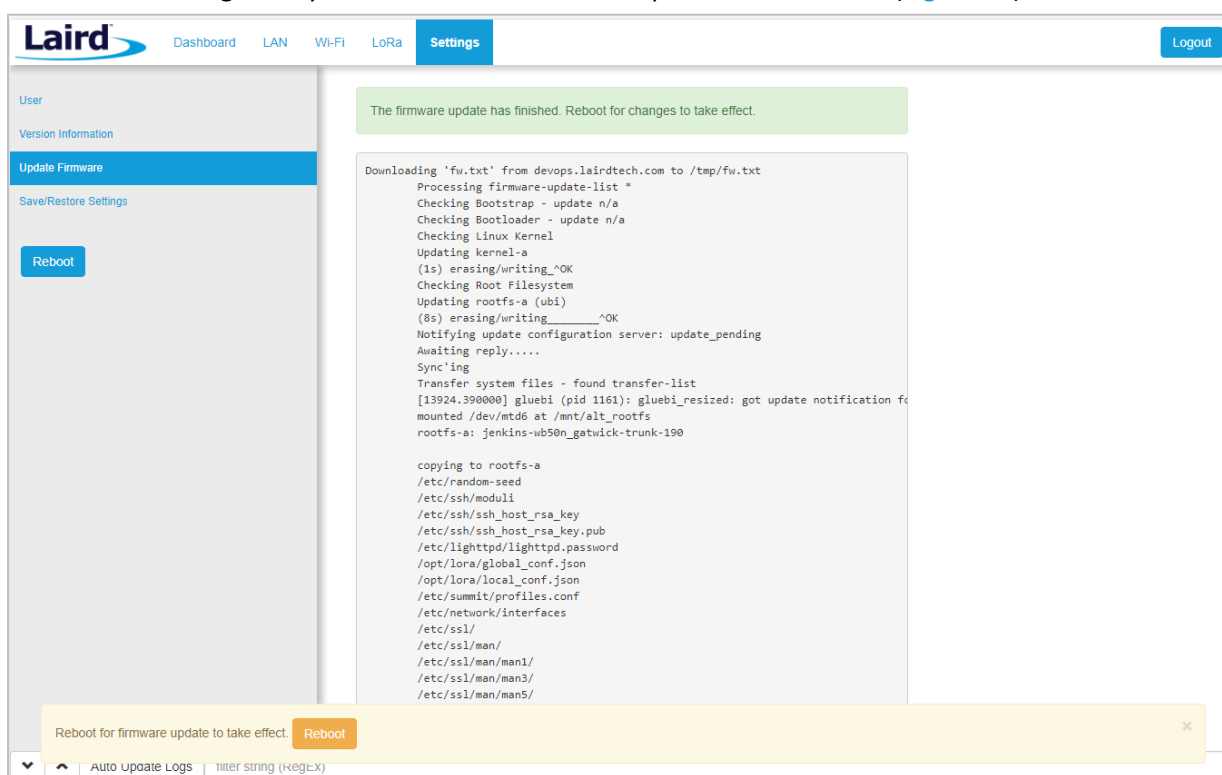 Laird
Dashboard LAN Wi-Fi LoRa Settings Logout
User
Version Information
Update Firmware
Save/Restore Settings
Reboot
The firmware update has finished. Reboot for changes to take effect.
Downloading 'fw.txt' from devops.lairdtech.com to /tmp/fw.txt
Processing firmware-update-list *
Checking Bootstrap - update n/a
Checking Bootloader - update n/a
Checking Linux Kernel
Updating kernel-a
(1s) erasing/writing_^OK
Checking Root Filesystem
Updating rootfs-a (ubi)
(8s) erasing/writing________^OK
Notifying update configuration server: update_pending
Awaiting reply.....
Sync'ing
Transfer system files - found transfer-list
[13924.390000] gluebi (pid 1161): gluebi_resized: got update notification fo
mounted /dev/mtd6 at /mnt/alt_rootfs
rootfs-a: jenkins-wb50n_gatwick-trunk-190
copying to rootfs-a
/etc/random-seed
/etc/ssh/moduli
/etc/ssh/ssh_host_rsa_key
/etc/ssh/ssh_host_rsa_key.pub
/etc/lighttpd/lighttpd.password
/opt/lora/global_conf.json
/opt/lora/local_conf.json
/etc/summit/profiles.conf
/etc/network/interfaces
/etc/ssl/
/etc/ssl/man/
/etc/ssl/man/man1/
/etc/ssl/man/man3/
/etc/ssl/man/man5/
Reboot for firmware update to take effect. Reboot ×
Auto Update Logs filter string (RegEx)